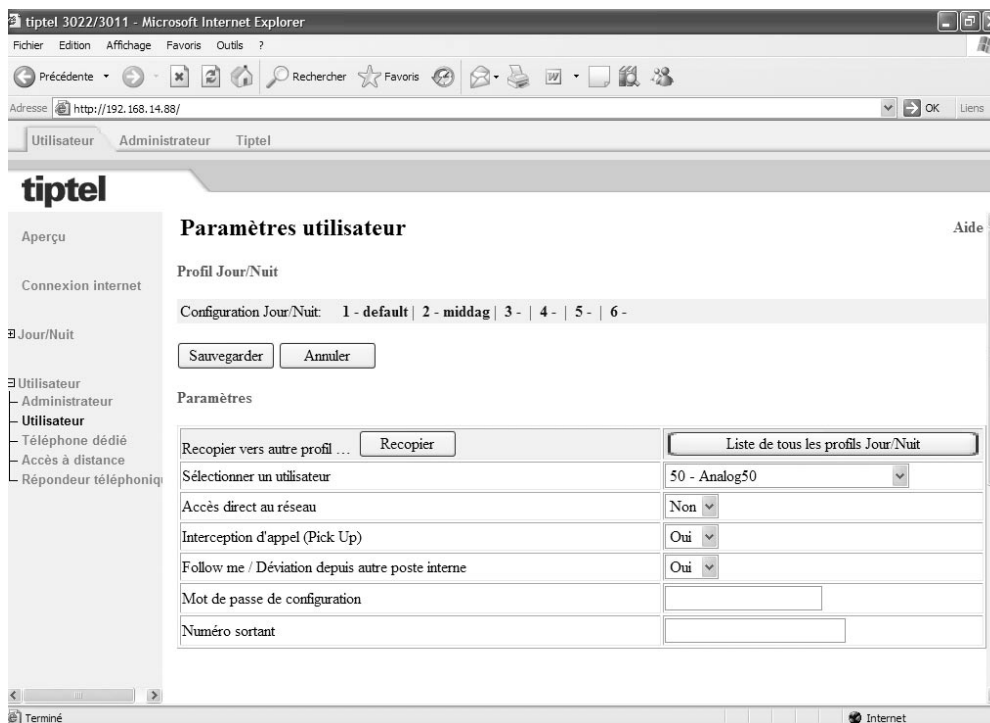 tiptel 3022/3011 - Microsoft Internet Explorer
Fichier Edition Affichage Favoris Outils ?
Précédente Rechercher Favoris W
Adresse http://192.168.14.88/ OK Liens
Utilisateur Administrateur Tiptel
tiptel
Aperçu
Connexion internet
Jour/Nuit
Utilisateur
Administrateur
Utilisateur
Téléphone dédié
Accès à distance
Répondeur téléphoniq
Paramètres utilisateur
Aide
Profil Jour/Nuit
Configuration Jour/Nuit: 1 - default | 2 - middag | 3 - | 4 - | 5 - | 6 -
Sauvegarder Annuler
Paramètres
Recopier vers autre profil ... Recopier Liste de tous les profils Jour/Nuit
Sélectionner un utilisateur 50 - Analog50
Accès direct au réseau Non
Interception d'appel (Pick Up) Oui
Follow me / Déviation depuis autre poste interne Oui
Mot de passe de configuration
Numéro sortant
Terminé Internet